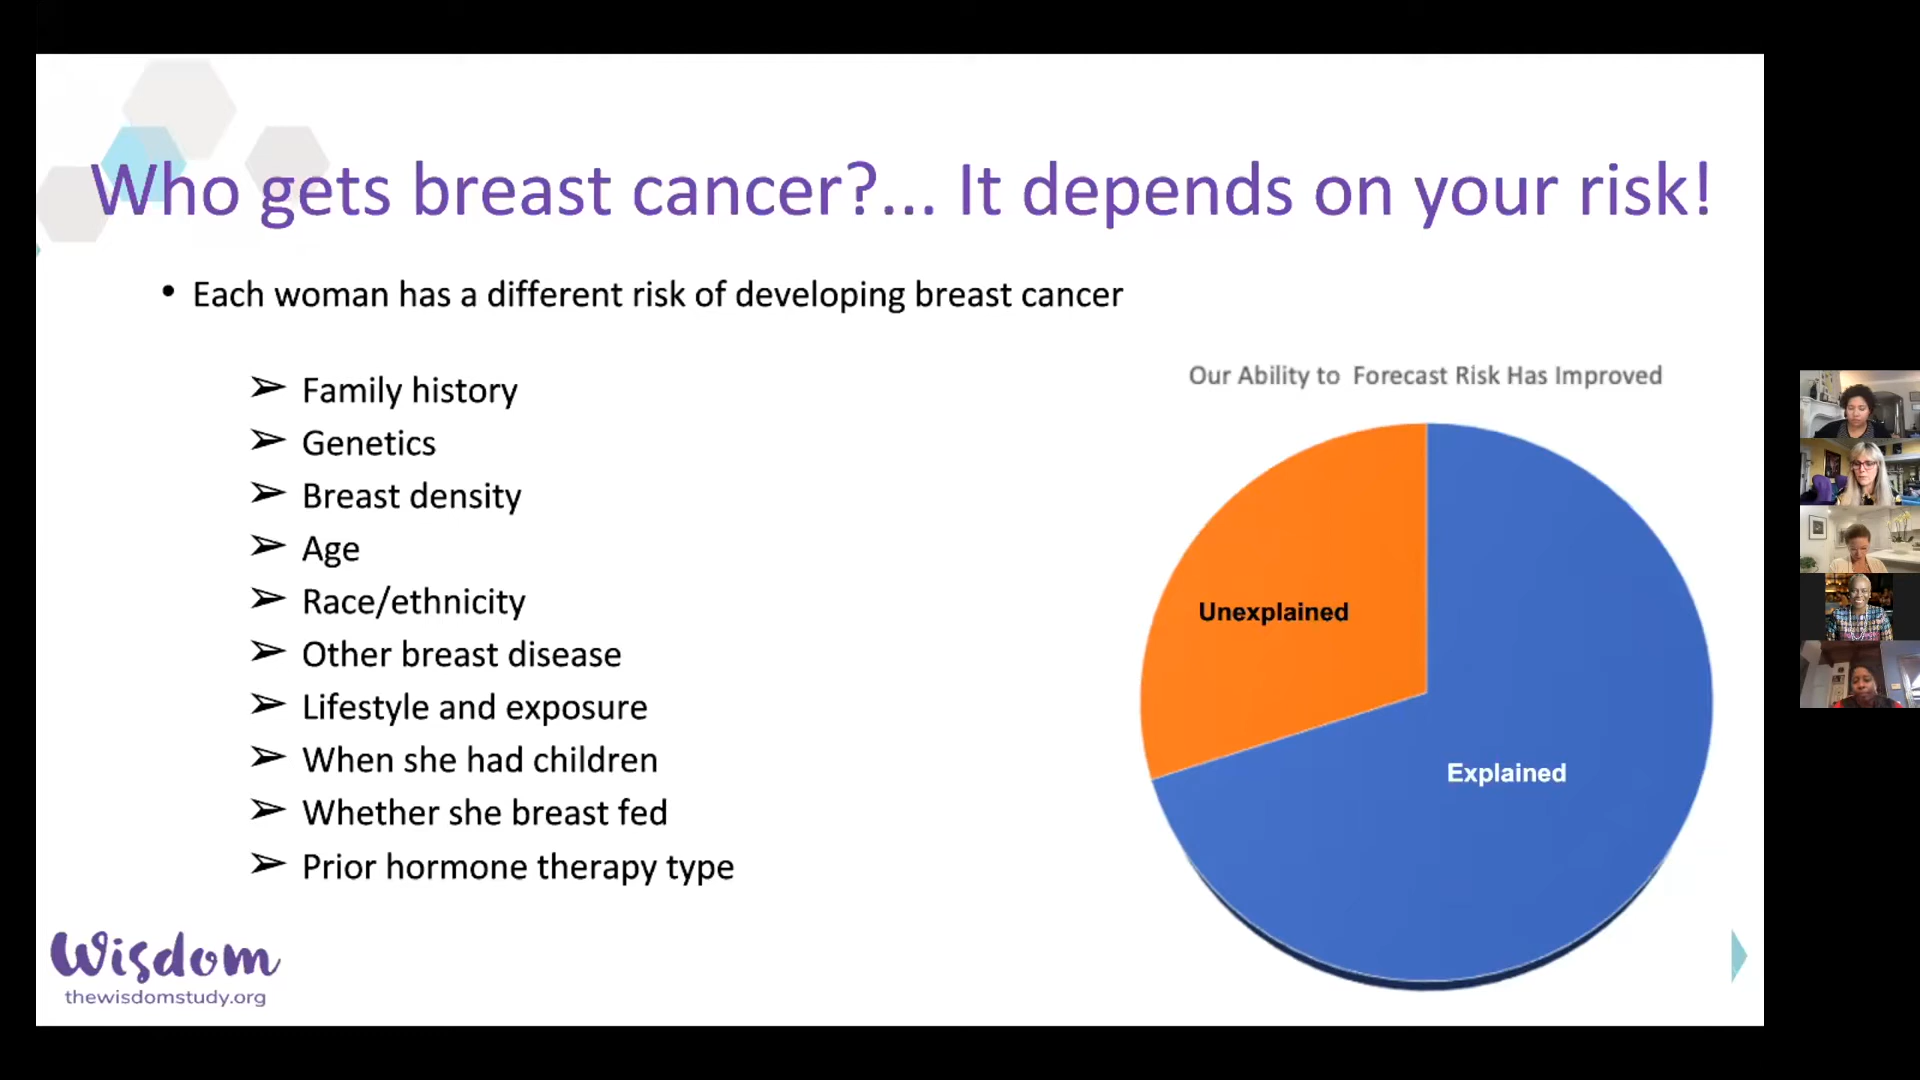 Who gets breast cancer?... It depends on your risk!
• Each woman has a different risk of developing breast cancer
➢ Family history
➢ Genetics
➢ Breast density
➢ Age
➢ Race/ethnicity
➢ Other breast disease
➢ Lifestyle and exposure
➢ When she had children
➢ Whether she breast fed
➢ Prior hormone therapy type
Our Ability to Forecast Risk Has Improved
Unexplained
Explained
Wisdom
thewisdomstudy.org